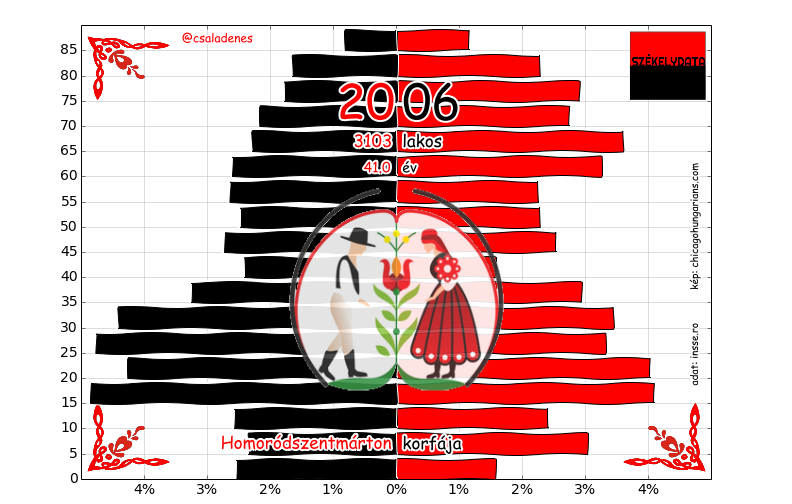 @csaladenes
SZÉKELYDATA
2006
3103 lakos
41,0 év
kép: chicagohungarians.com
adat: insse.ro
Homoródszentmárton korfája
85
80
75
70
65
60
55
50
45
40
35
30
25
20
15
10
5
0
4% 3% 2% 1% 0% 1% 2% 3% 4%